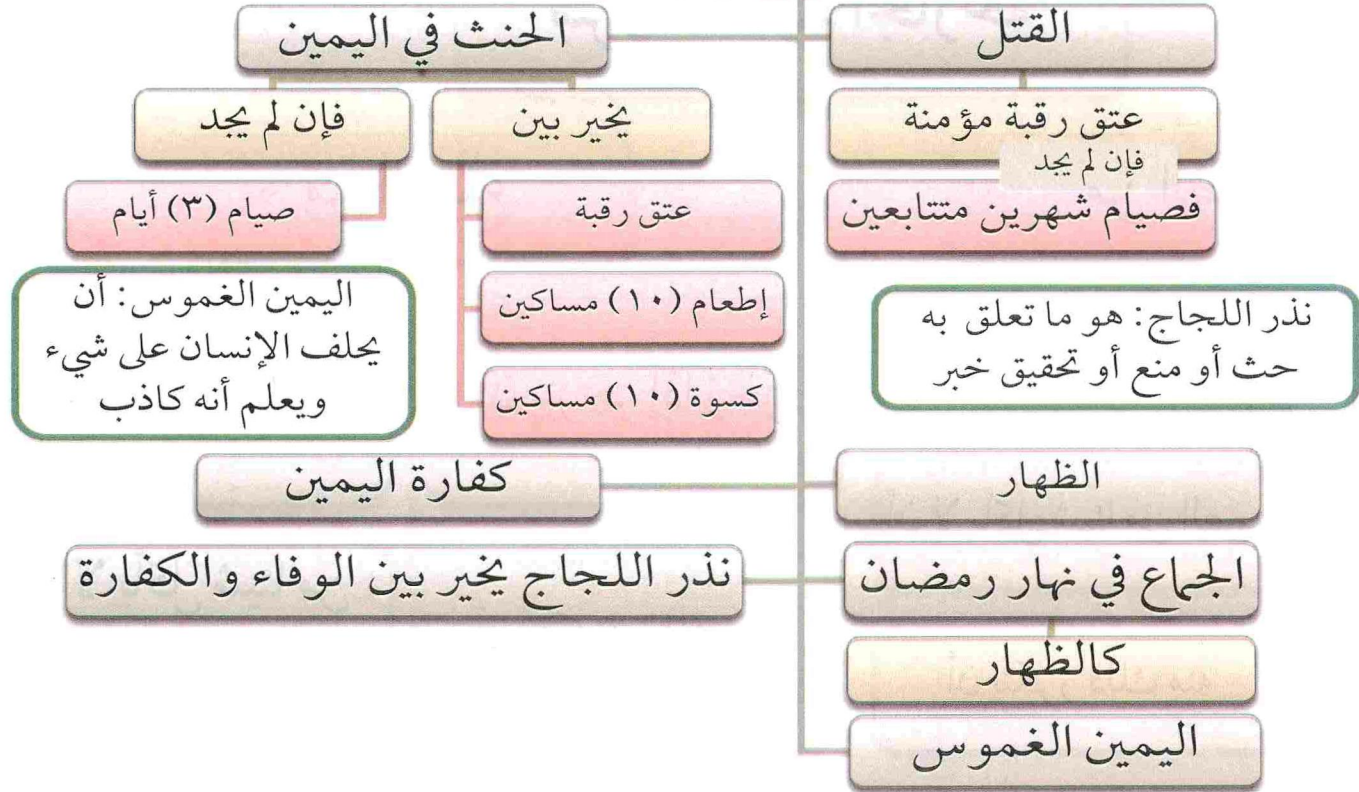 القتل
عتق رقبة مؤمنة
فإن لم يجد
فصيام شهرين متتابعين
الحنث في اليمين
يخير بين
عتق رقبة
إطعام (١٠) مساكين
كسوة (١٠) مساكين
فإن لم يجد
صيام (٣) أيام
نذر اللجاج: هو ما تعلق به
حث أو منع أو تحقيق خبر
اليمين الغموس: أن
يحلف الإنسان على شيء
ويعلم أنه كاذب
الظهار
كفارة اليمين
الجماع في نهار رمضان
كالظهار
نذر اللجاج يخير بين الوفاء والكفارة
اليمين الغموس